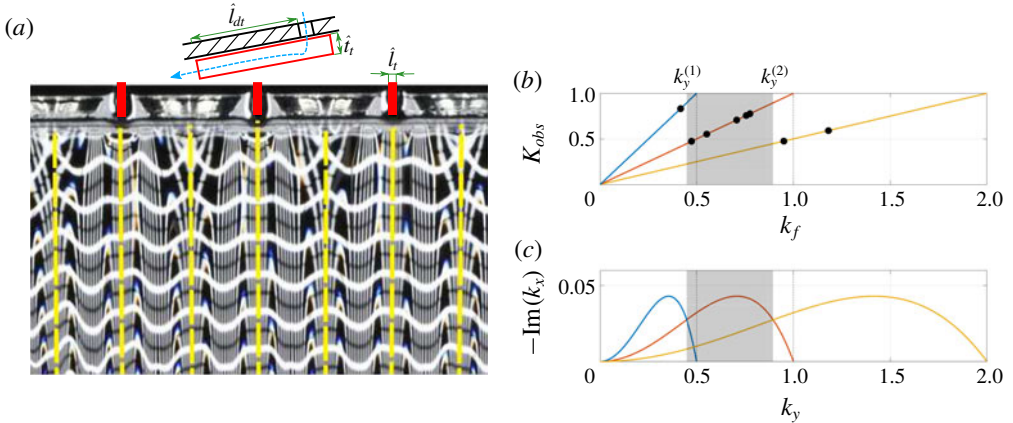 (a)
l̂_dt
t̂_t
l̂_t
(b)
k_y^(1) k_y^(2)
1.0
0.5
K_obs
0 0.5 1.0 1.5 2.0
k_f
(c)
0.05
−Im(k_x)
0 0.5 1.0 1.5 2.0
k_y